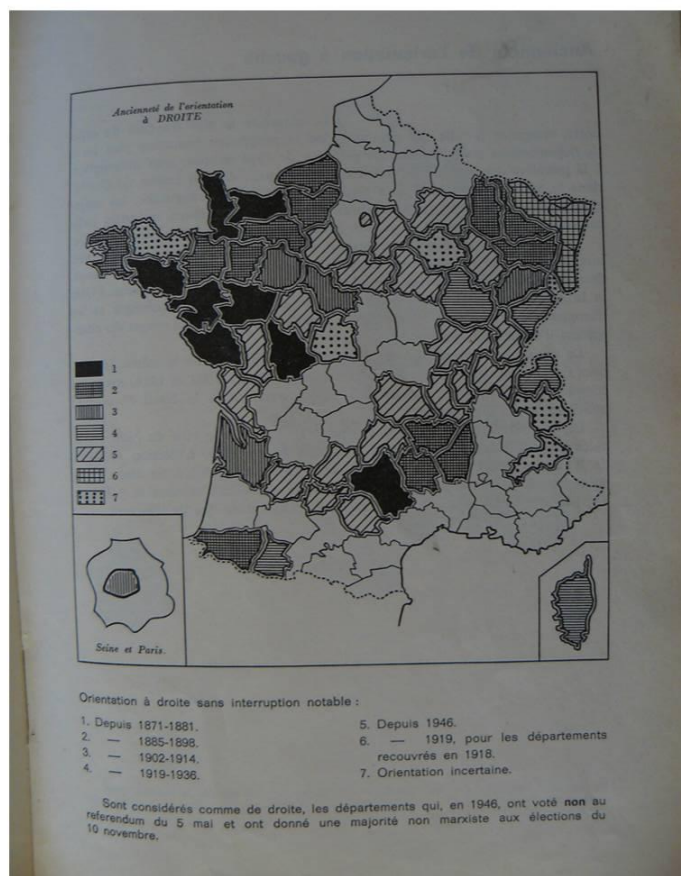 Ancienneté de l'orientation
à DROITE
1
2
3
4
5
6
7
Seine et Paris.
Orientation à droite sans interruption notable :
1. Depuis 1871-1881.
2. — 1885-1898.
3. — 1902-1914.
4. — 1919-1936.
5. Depuis 1946.
6. — 1919, pour les départements
recouvrés en 1918.
7. Orientation incertaine.
Sont considérés comme de droite, les départements qui, en 1946, ont voté non au
referendum du 5 mai et ont donné une majorité non marxiste aux élections du
10 novembre.